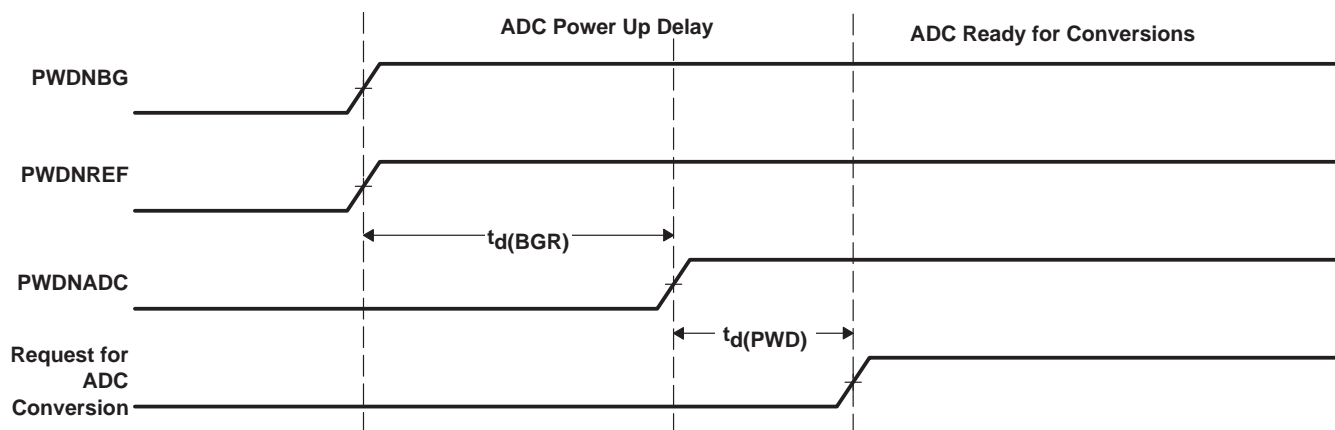 ADC Power Up Delay
ADC Ready for Conversions
PWDNBG
PWDNREF
td(BGR)
PWDNADC
td(PWD)
Request for
ADC
Conversion